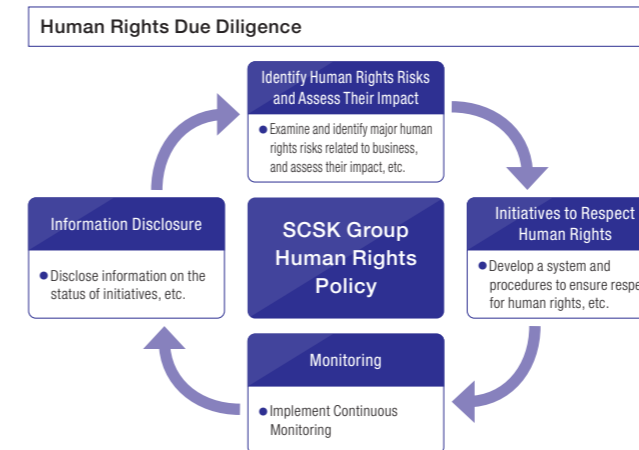 Human Rights Due Diligence
Identify Human Rights Risks
and Assess Their Impact
● Examine and identify major human
rights risks related to business,
and assess their impact, etc.
Information Disclosure
● Disclose information on the
status of initiatives, etc.
SCSK Group
Human Rights
Policy
Initiatives to Respect
Human Rights
● Develop a system and
procedures to ensure
for human rights, etc.
Monitoring
● Implement Continuous
Monitoring